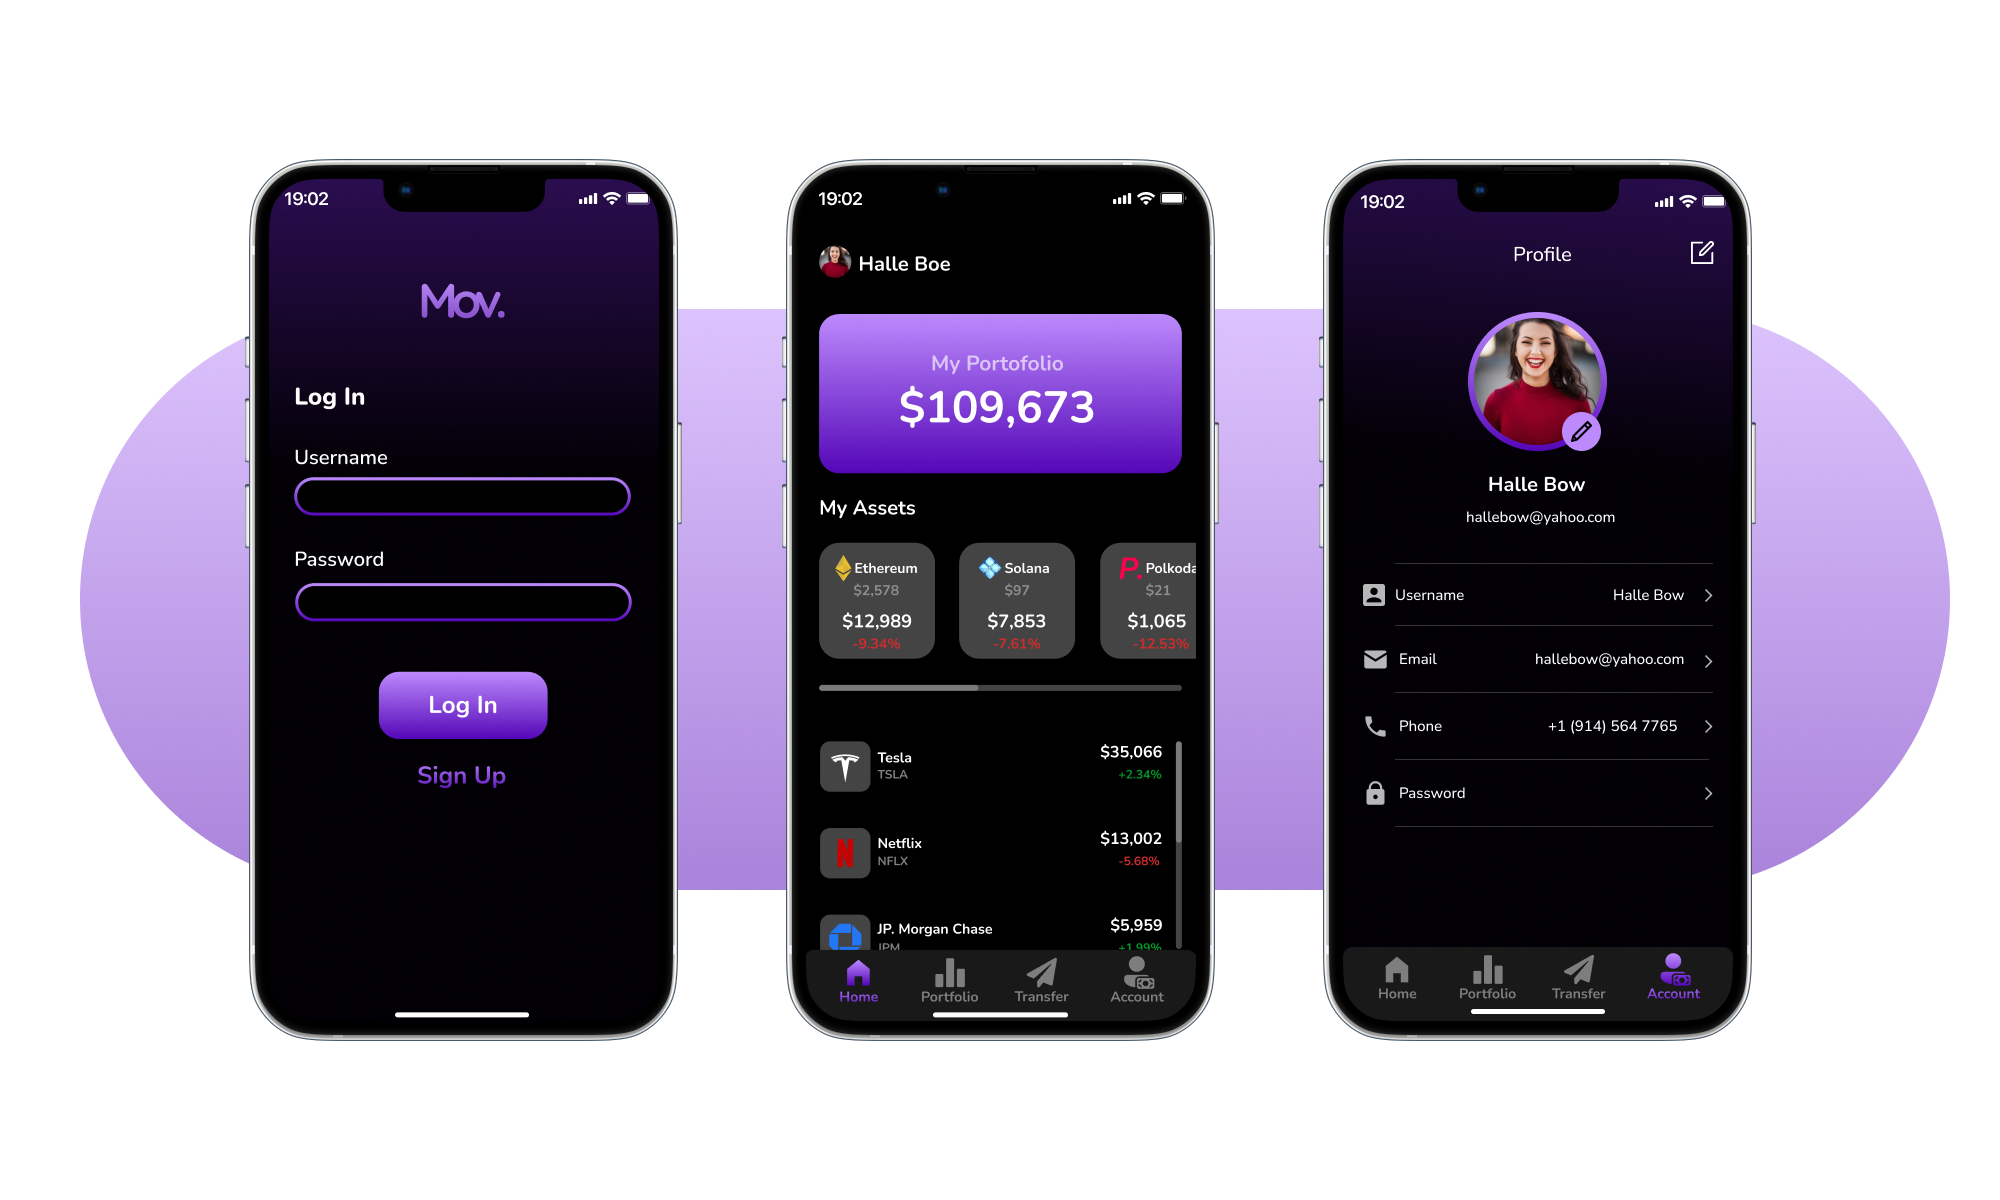 19:02
Mov.
Log In
Username
Password
Log In
Sign Up
19:02
Halle Boe
My Portofolio
$109,673
My Assets
Ethereum
$2,578
$12,989
-9.34%
Solana
$97
$7,853
-7.61%
P.
Polkoda
$21
$1,065
-12.53%
Tesla
TSLA
$35,066
+2.34%
N
Netflix
NFLX
$13,002
-5.68%
JP. Morgan Chase
JPM
$5,959
+1.99%
Home
Portfolio
Transfer
Account
19:02
Profile
Halle Bow
hallebow@yahoo.com
Username Halle Bow
Email hallebow@yahoo.com
Phone +1 (914) 564 7765
Password
Home
Portfolio
Transfer
Account